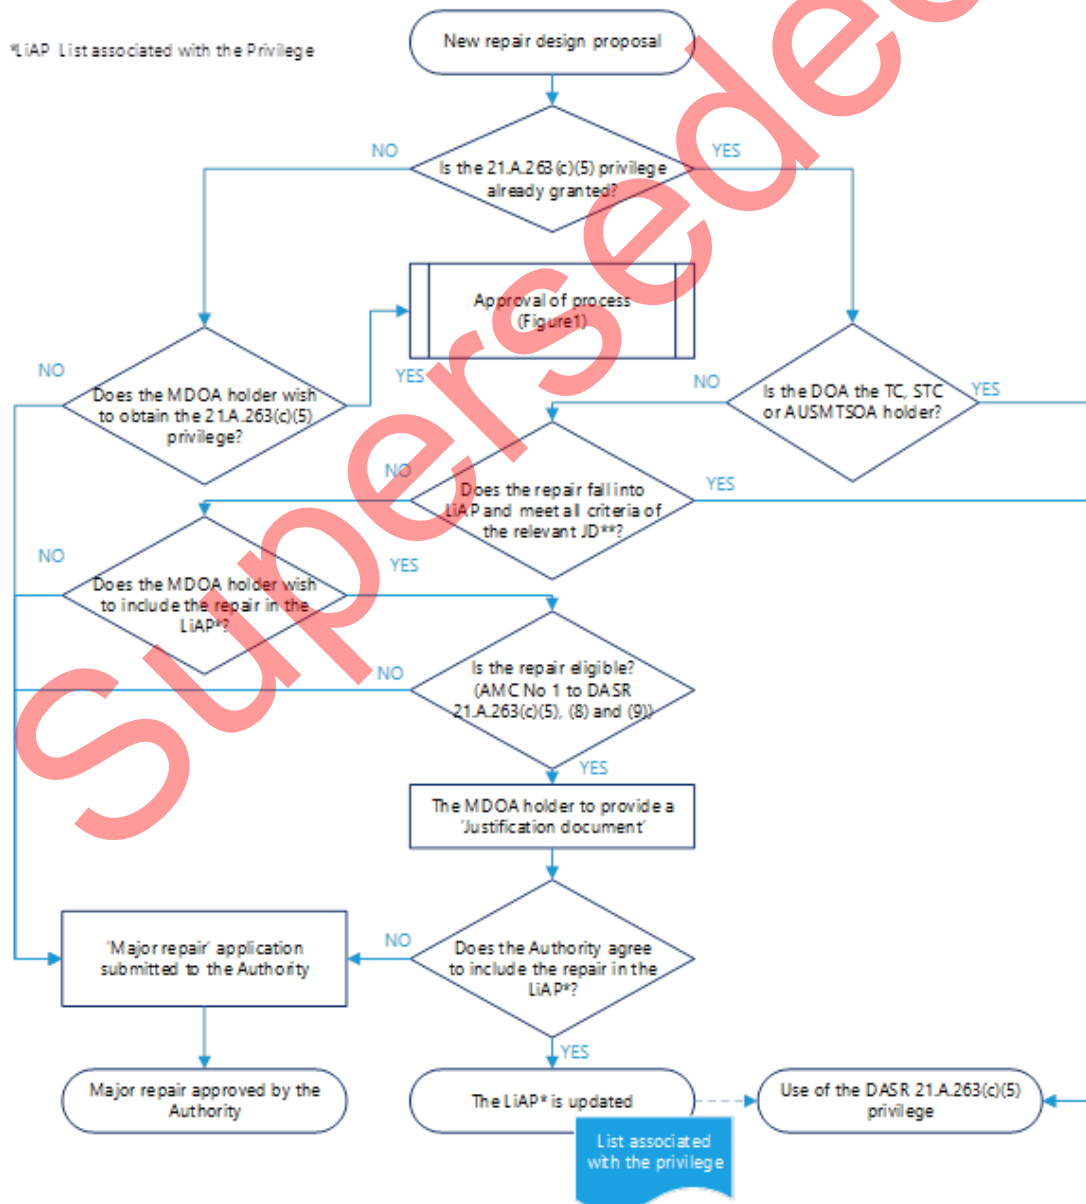 *LiAP List associated with the Privilege
New repair design proposal
NO
YES
Is the 21.A.263(c)(5) privilege
already granted?
Approval of process
(Figure1)
NO
YES
Does the MDOA holder wish
to obtain the 21.A.263(c)(5)
privilege?
NO
YES
Is the DOA the TC, STC
or AUSMTSOA holder?
NO
YES
Does the repair fall into
LiAP and meet all criteria of
the relevant JD**?
NO
YES
Does the MDOA holder wish
to include the repair in the
LiAP*?
NO
Is the repair eligible?
(AMC No 1 to DASR
21.A.263(c)(5), (8) and (9))
YES
The MDOA holder to provide a
'Justification document'
'Major repair' application
submitted to the Authority
NO
Does the Authority agree
to include the repair in the
LiAP*?
YES
Major repair approved by the
Authority
The LiAP* is updated
Use of the DASR 21.A.263(c)(5)
privilege
List associated
with the privilege
Superseded